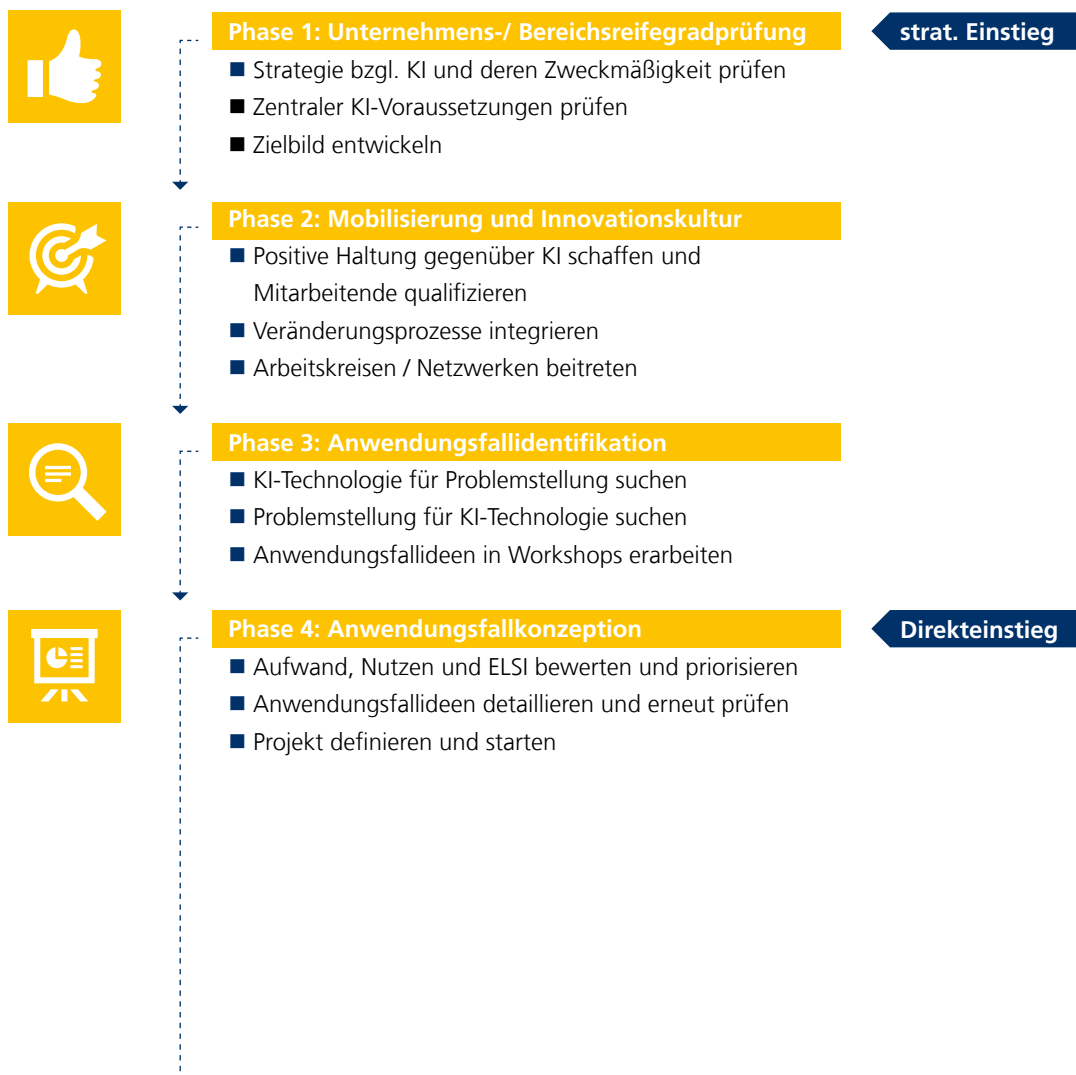 Phase 1: Unternehmens-/ Bereichsreifegradprüfung
strat. Einstieg
■ Strategie bzgl. KI und deren Zweckmäßigkeit prüfen
■ Zentraler KI-Voraussetzungen prüfen
■ Zielbild entwickeln
Phase 2: Mobilisierung und Innovationskultur
■ Positive Haltung gegenüber KI schaffen und
Mitarbeitende qualifizieren
■ Veränderungsprozesse integrieren
■ Arbeitskreisen / Netzwerken beitreten
Phase 3: Anwendungsfallidentifikation
■ KI-Technologie für Problemstellung suchen
■ Problemstellung für KI-Technologie suchen
■ Anwendungsfallideen in Workshops erarbeiten
Phase 4: Anwendungsfallkonzeption
Direkteinstieg
■ Aufwand, Nutzen und ELSI bewerten und priorisieren
■ Anwendungsfallideen detaillieren und erneut prüfen
■ Projekt definieren und starten